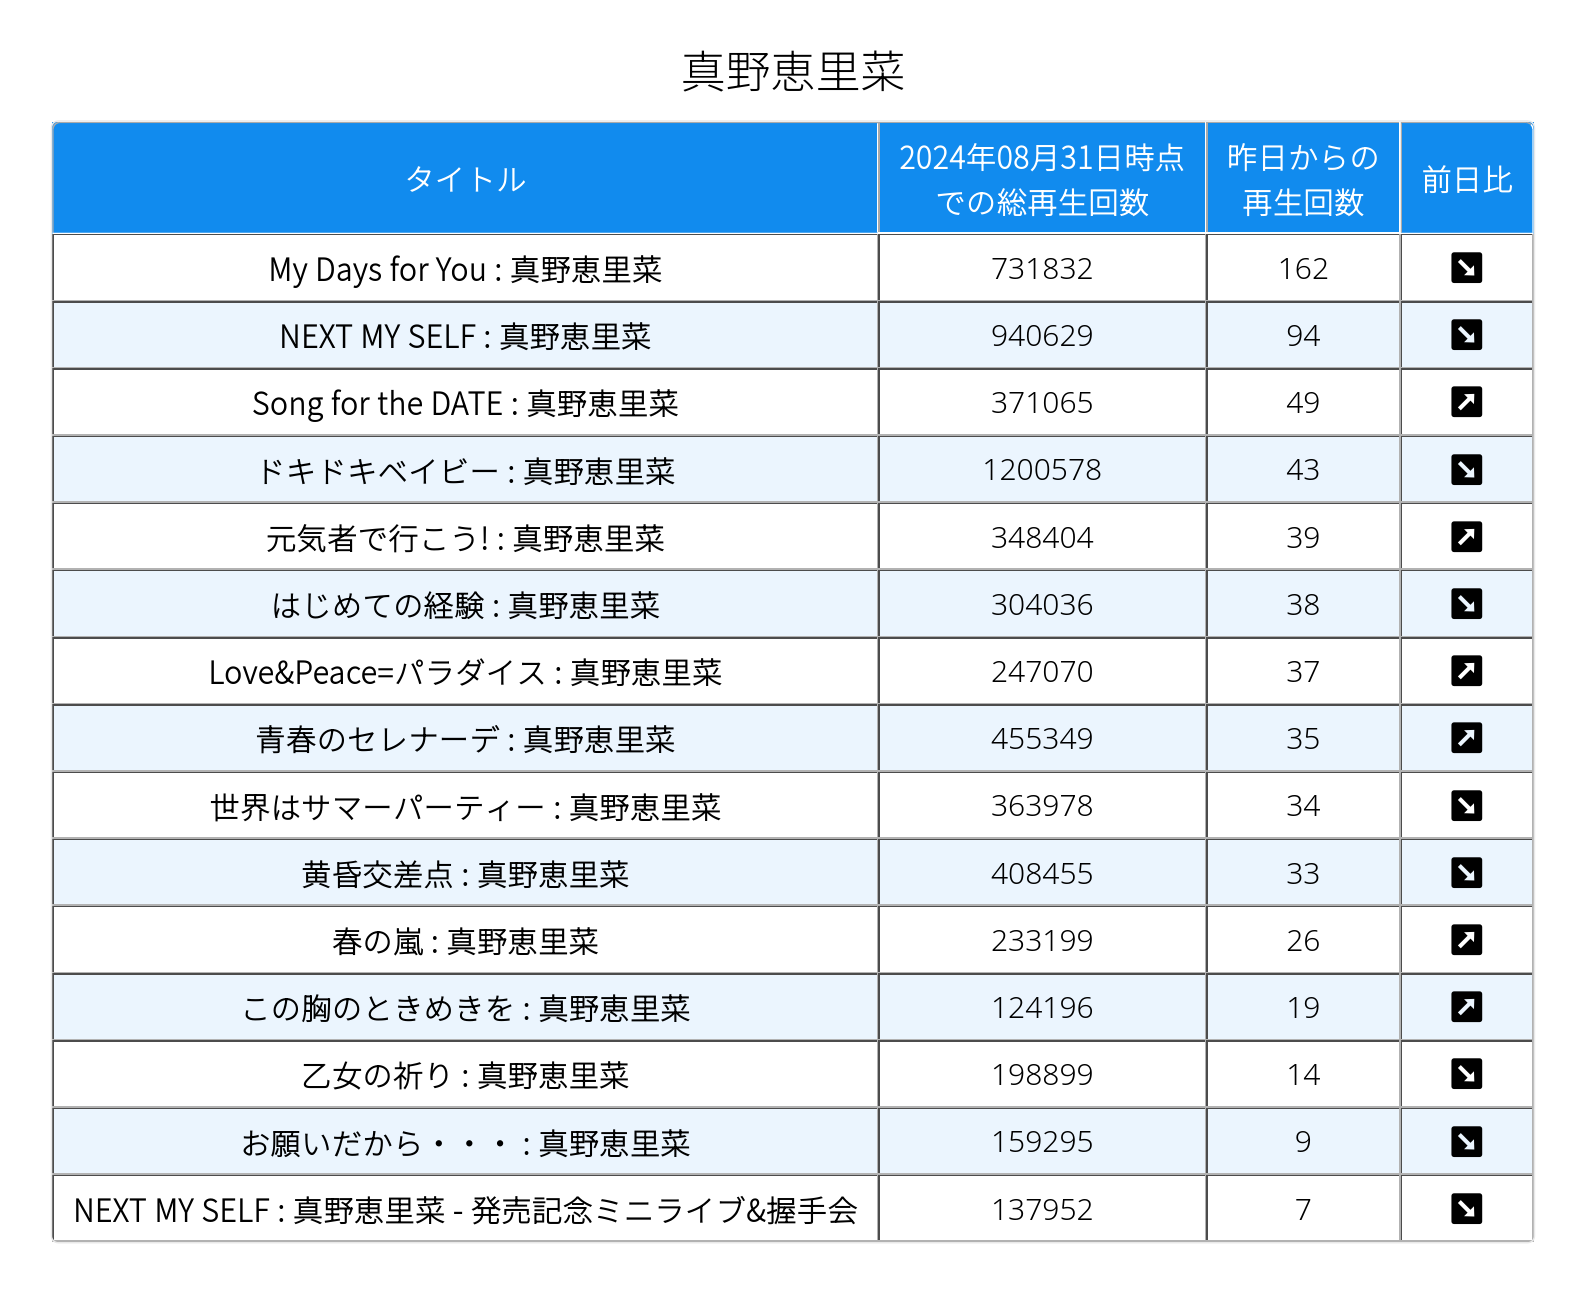 真野恵里菜
タイトル 2024年08月31日時点 昨日からの 前日比
での総再生回数 再生回数
My Days for You : 真野恵里菜 731832 162 ↘
NEXT MY SELF : 真野恵里菜 940629 94 ↘
Song for the DATE : 真野恵里菜 371065 49 ↗
ドキドキベイビー : 真野恵里菜 1200578 43 ↘
元気者で行こう! : 真野恵里菜 348404 39 ↗
はじめての経験 : 真野恵里菜 304036 38 ↘
Love&Peace=パラダイス : 真野恵里菜 247070 37 ↗
青春のセレナーデ : 真野恵里菜 455349 35 ↗
世界はサマーパーティー : 真野恵里菜 363978 34 ↘
黄昏交差点 : 真野恵里菜 408455 33 ↘
春の嵐 : 真野恵里菜 233199 26 ↗
この胸のときめきを : 真野恵里菜 124196 19 ↗
乙女の祈り : 真野恵里菜 198899 14 ↘
お願いだから・・・ : 真野恵里菜 159295 9 ↘
NEXT MY SELF : 真野恵里菜 - 発売記念ミニライブ&握手会 137952 7 ↘